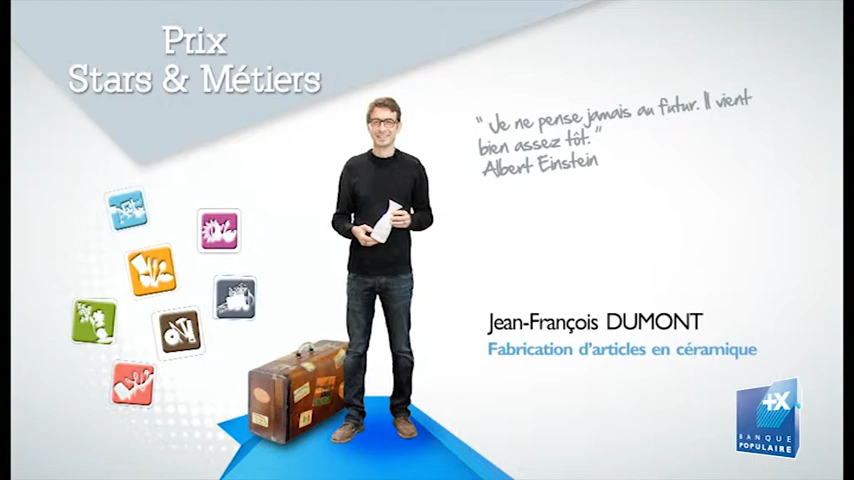 Prix
Stars & Métiers
“ Je ne pense jamais au futur. Il vient
bien assez tôt. ”
Albert Einstein
Jean-François DUMONT
Fabrication d'articles en céramique
+X
BANQUE
POPULAIRE